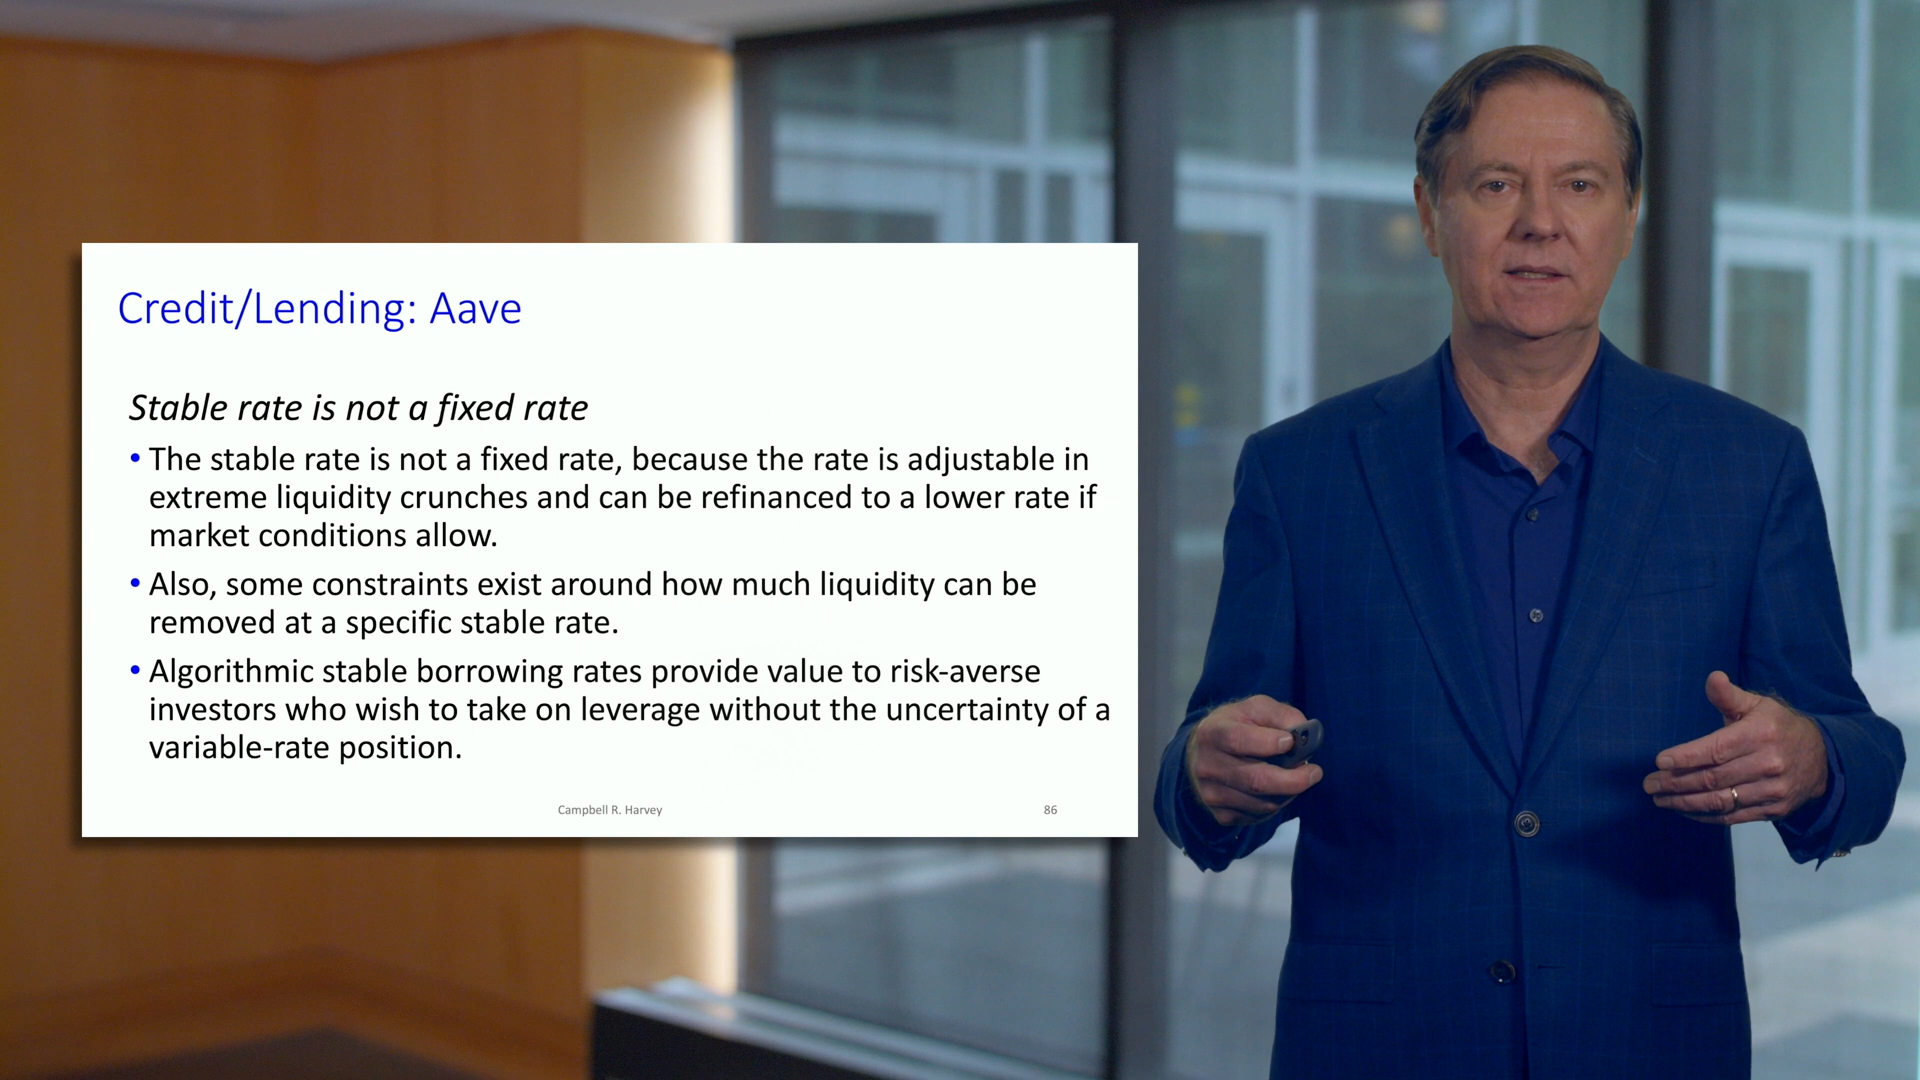 Credit/Lending: Aave
Stable rate is not a fixed rate
• The stable rate is not a fixed rate, because the rate is adjustable in
extreme liquidity crunches and can be refinanced to a lower rate if
market conditions allow.
• Also, some constraints exist around how much liquidity can be
removed at a specific stable rate.
• Algorithmic stable borrowing rates provide value to risk-averse
investors who wish to take on leverage without the uncertainty of a
variable-rate position.
Campbell R. Harvey
86